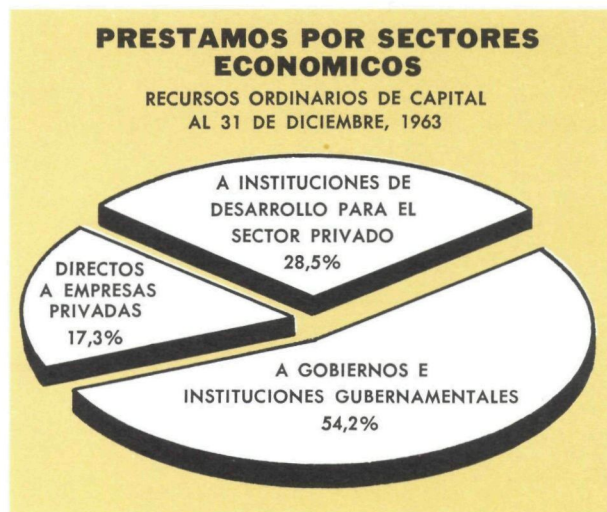 PRESTAMOS POR SECTORES
ECONOMICOS
RECURSOS ORDINARIOS DE CAPITAL
AL 31 DE DICIEMBRE, 1963
A INSTITUCIONES DE
DESARROLLO PARA EL
SECTOR PRIVADO
28,5%
DIRECTOS
A EMPRESAS
PRIVADAS
17,3%
A GOBIERNOS E
INSTITUCIONES GUBERNAMENTALES
54,2%